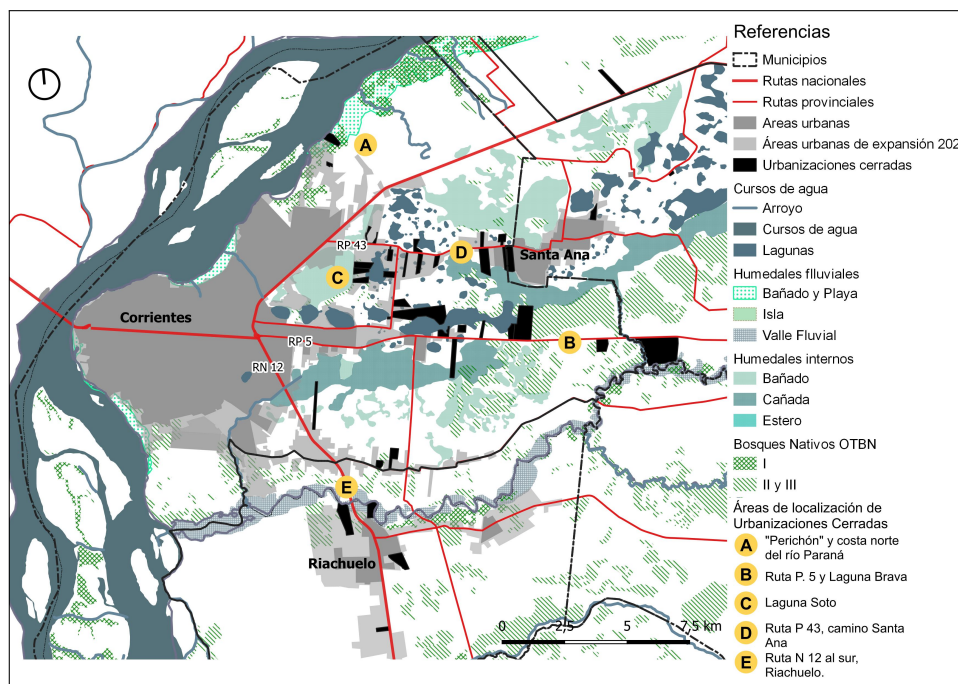 Referencias
Municipios
Rutas nacionales
Rutas provinciales
Areas urbanas
Áreas urbanas de expansión 202
Urbanizaciones cerradas
Cursos de agua
Arroyo
Cursos de agua
Lagunas
Humedales flluviales
Bañado y Playa
Isla
Valle Fluvial
Humedales internos
Bañado
Cañada
Estero
Bosques Nativos OTBN
I
II y III
Áreas de localización de
Urbanizaciones Cerradas
A
"Perichón" y costa norte
del río Paraná
B
Ruta P. 5 y Laguna Brava
C
Laguna Soto
D
Ruta P 43, camino Santa
Ana
E
Ruta N 12 al sur,
Riachuelo.
A
RP 43
D
Santa Ana
C
Corrientes
RP 5
B
RN 12
E
Riachuelo
0 2,5 5 7,5 km